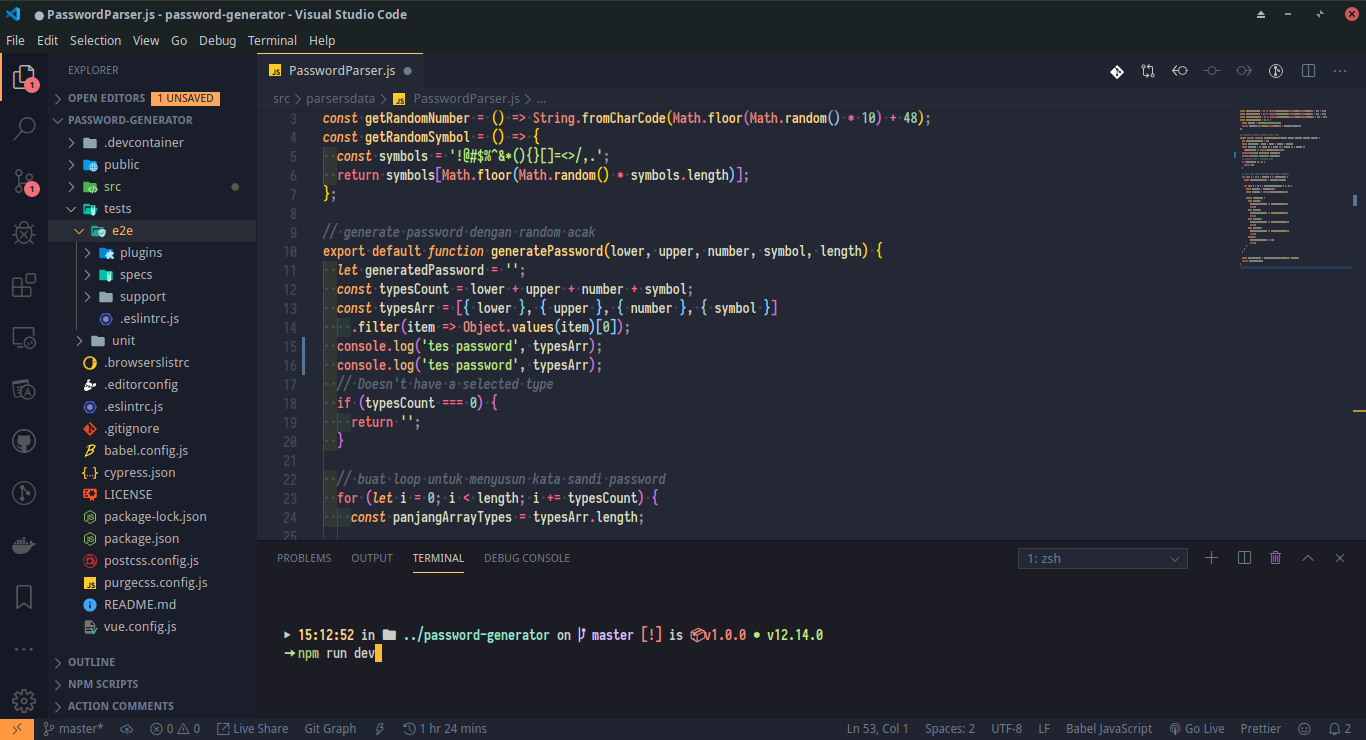 PasswordParser.js - password-generator - Visual Studio Code
File Edit Selection View Go Debug Terminal Help
EXPLORER
OPEN EDITORS 1 UNSAVED
PASSWORD-GENERATOR
.devcontainer
public
src
tests
e2e
plugins
specs
support
.eslintrc.js
unit
.browserslistrc
.editorconfig
.eslintrc.js
.gitignore
babel.config.js
cypress.json
LICENSE
package-lock.json
package.json
postcss.config.js
purgecss.config.js
README.md
vue.config.js
OUTLINE
NPM SCRIPTS
ACTION COMMENTS
1
1
PasswordParser.js
src > parsersdata > JS PasswordParser.js > ...
3 const getRandomNumber = () => String.fromCharCode(Math.floor(Math.random() * 10) + 48);
4 const getRandomSymbol = () => {
5 const symbols = '!@#$%^&*(){}[]=<>/,.';
6 return symbols[Math.floor(Math.random() * symbols.length)];
7 };
8
9 // generate password dengan random acak
10 export default function generatePassword(lower, upper, number, symbol, length) {
11 let generatedPassword = '';
12 const typesCount = lower + upper + number + symbol;
13 const typesArr = [{ lower }, { upper }, { number }, { symbol }]
14 .filter(item => Object.values(item)[0]);
15 console.log('tes password', typesArr);
16 console.log('tes password', typesArr);
17 // Doesn't have a selected type
18 if (typesCount === 0) {
19 return '';
20 }
21
22 // buat loop untuk menyusun kata sandi password
23 for (let i = 0; i < length; i += typesCount) {
24 const panjangArrayTypes = typesArr.length;
25
PROBLEMS OUTPUT TERMINAL DEBUG CONSOLE 1: zsh
15:12:52 in ../password-generator on master [!] is v1.0.0 • v12.14.0
➜ npm run dev
master* 0 0 Live Share Git Graph 1 hr 24 mins Ln 53, Col 1 Spaces: 2 UTF-8 LF Babel JavaScript Go Live Prettier 2